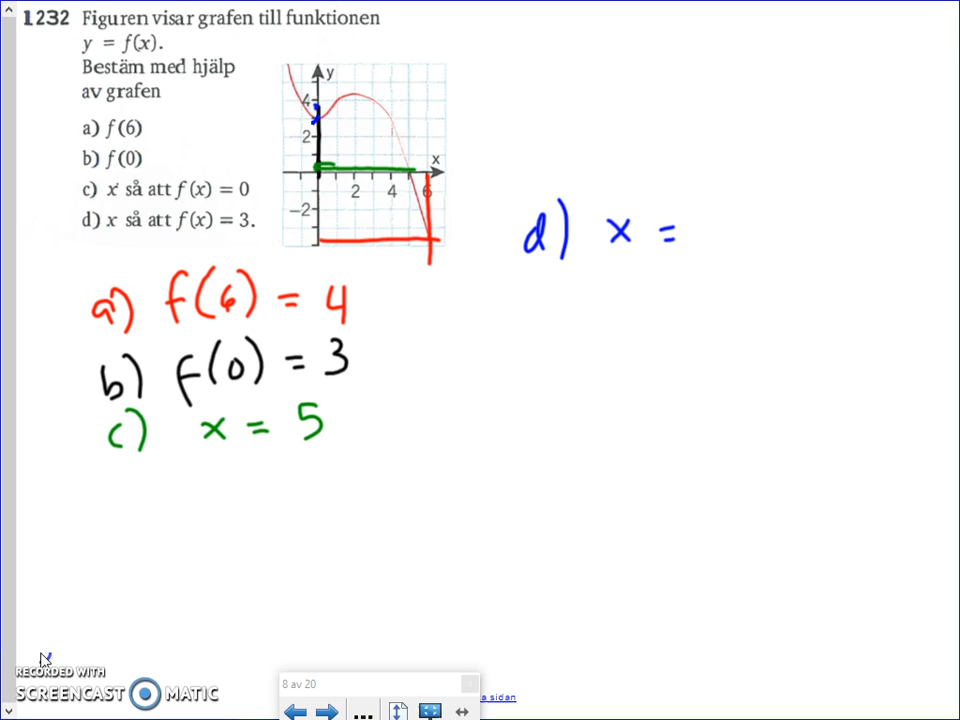 1232 Figuren visar grafen till funktionen
y = f(x).
Bestäm med hjälp
av grafen
a) f(6)
b) f(0)
c) x så att f(x) = 0
d) x så att f(x) = 3.
y
4
2
x
2 4 6
-2
d) x =
a) f(6) = 4
b) f(0) = 3
c) x = 5
RECORDED WITH
SCREENCAST MATIC
8 av 20
a sidan